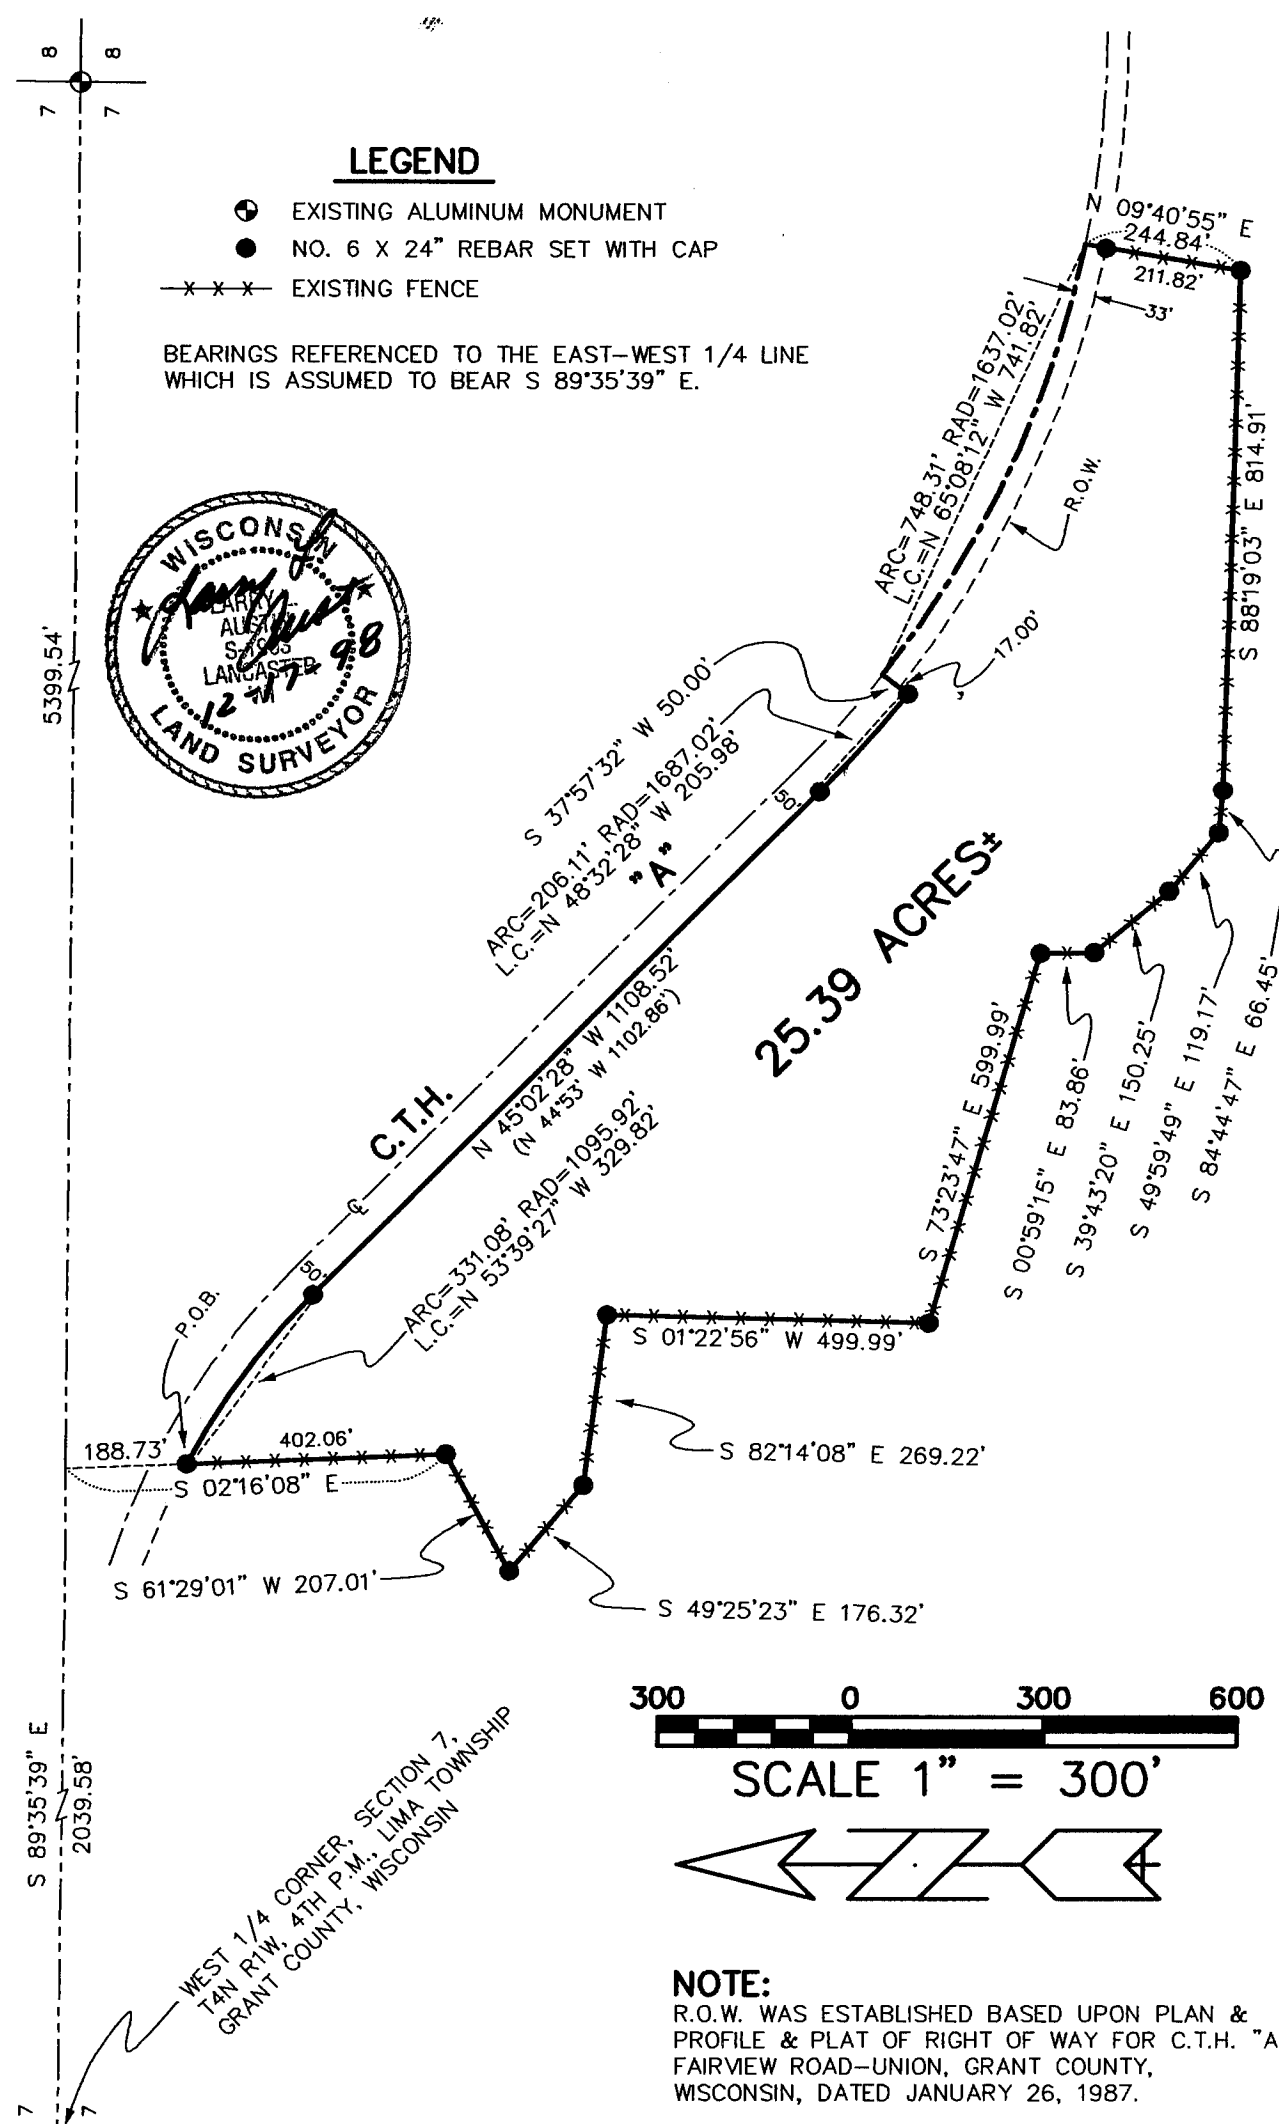 8 8
7 7
LEGEND
EXISTING ALUMINUM MONUMENT
NO. 6 X 24" REBAR SET WITH CAP
x x x EXISTING FENCE
BEARINGS REFERENCED TO THE EAST-WEST 1/4 LINE
WHICH IS ASSUMED TO BEAR S 89°35'39" E.
N 09°40'55" E
244.84'
211.82'
33'
ARC=748.31' RAD=1637.02'
L.C.=N 65°08'12" W 741.82'
R.O.W.
S 88°19'03" E 814.91'
WISCONSIN
LARRY
LANCASTER
WI
LAND SURVEYOR
12-17-98
5399.54'
17.00'
S 37°57'32" W 50.00'
ARC=206.11' RAD=1687.02'
L.C.=N 48°32'28" W 205.98'
50'
"A"
25.39 ACRES±
C.T.H.
N 45°02'28" W 1108.52'
(N 44°53' W 1102.86')
ARC=331.08' RAD=1095.92'
L.C.=N 53°39'27" W 329.82'
50'
P.O.B.
S 73°23'47" E 599.99'
S 00°59'15" E 83.86'
S 39°43'20" E 150.25'
S 49°59'49" E 119.17'
S 84°44'47" E 66.45'
S 01°22'56" W 499.99'
188.73'
402.06'
S 02°16'08" E
S 82°14'08" E 269.22'
S 61°29'01" W 207.01'
S 49°25'23" E 176.32'
300 0 300 600
SCALE 1" = 300'
S 89°35'39" E
2039.58'
WEST 1/4 CORNER, SECTION 7,
T4N R1W, 4TH P.M., LIMA TOWNSHIP
GRANT COUNTY, WISCONSIN
7 7
NOTE:
R.O.W. WAS ESTABLISHED BASED UPON PLAN &
PROFILE & PLAT OF RIGHT OF WAY FOR C.T.H. "A
FAIRVIEW ROAD-UNION, GRANT COUNTY,
WISCONSIN, DATED JANUARY 26, 1987.